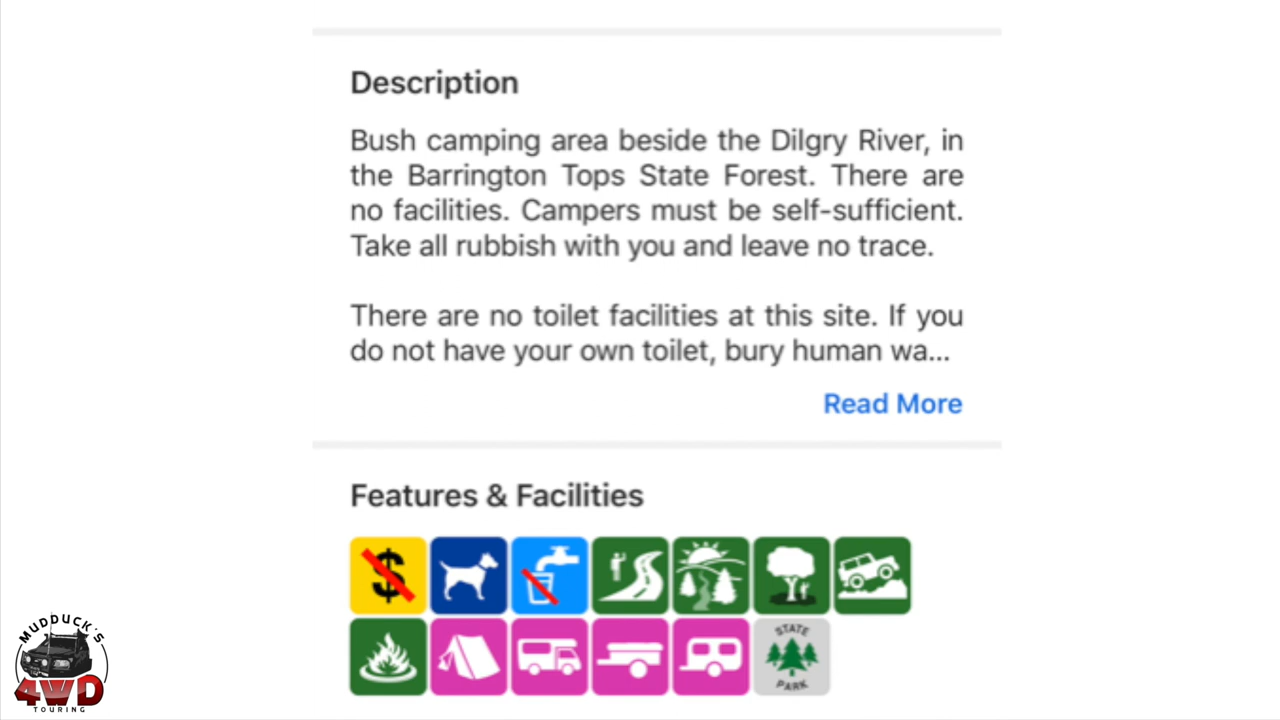 Description
Bush camping area beside the Dilgry River, in
the Barrington Tops State Forest. There are
no facilities. Campers must be self-sufficient.
Take all rubbish with you and leave no trace.
There are no toilet facilities at this site. If you
do not have your own toilet, bury human wa...
Read More
Features & Facilities
$
STATE
PARK
MUDDUCK'S
4WD
TOURING